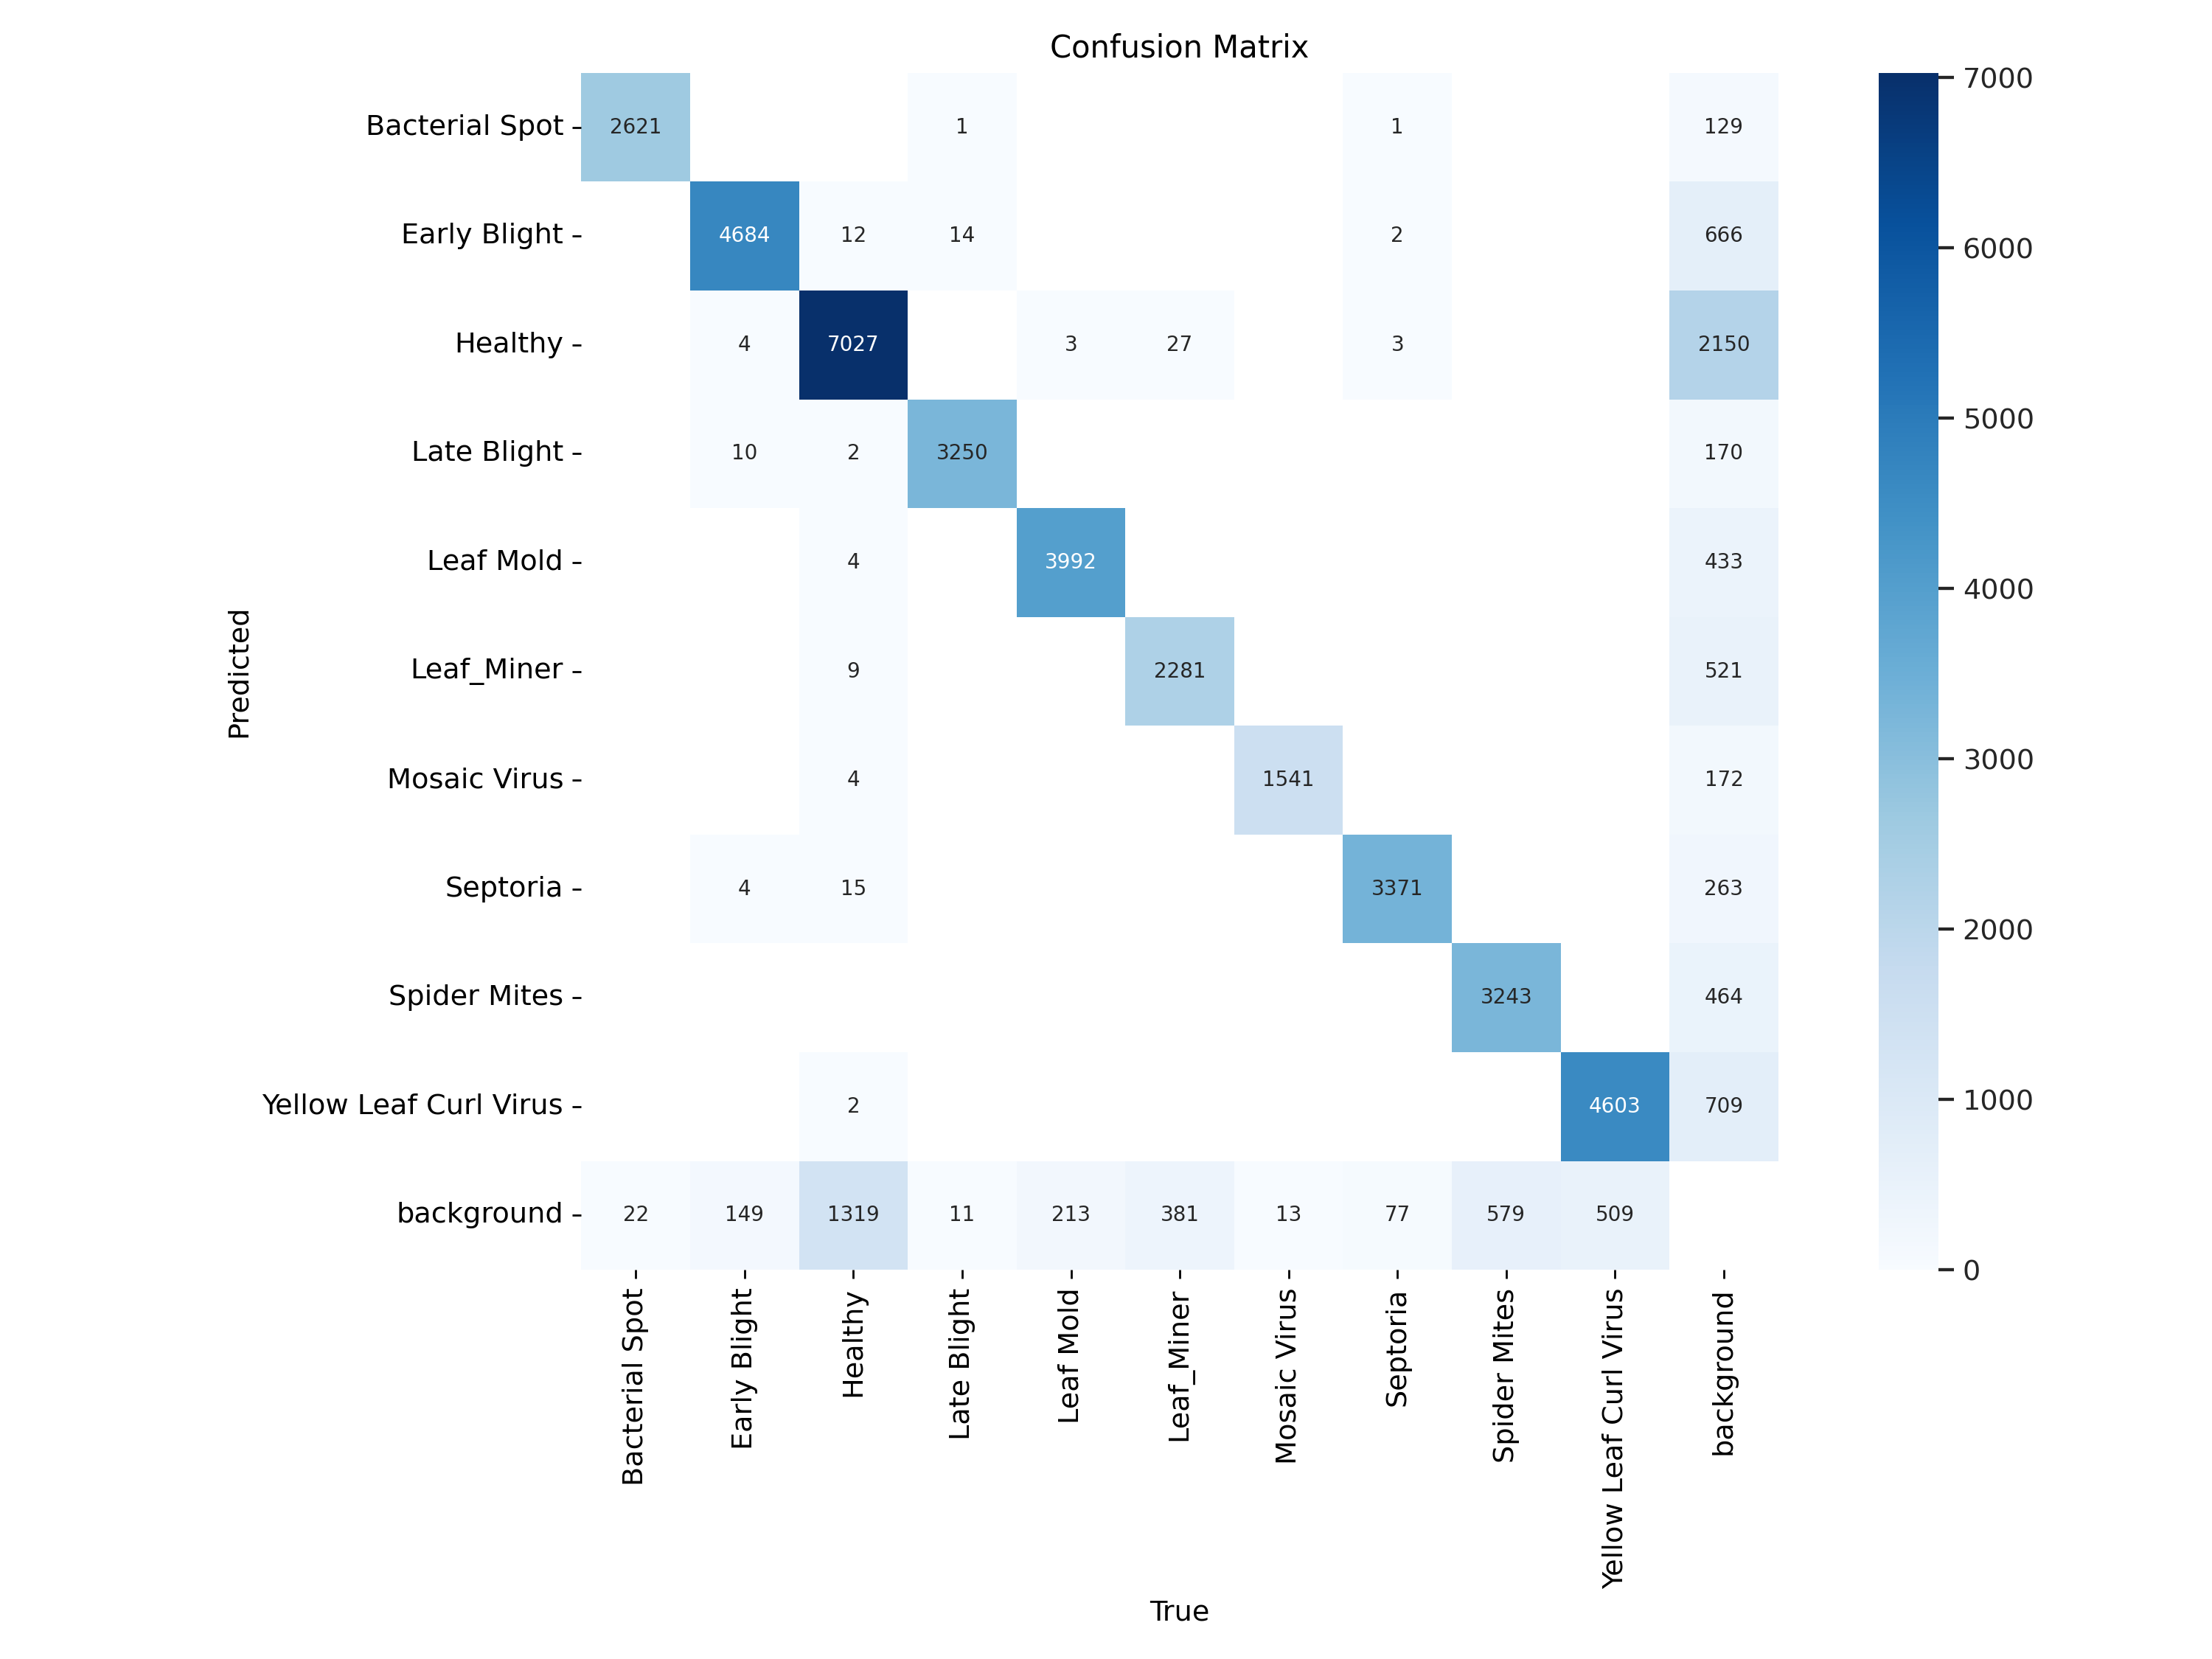 Confusion Matrix
Predicted
Bacterial Spot 2621 1 1 129
Early Blight 4684 12 14 2 666
Healthy 4 7027 3 27 3 2150
Late Blight 10 2 3250 170
Leaf Mold 4 3992 433
Leaf_Miner 9 2281 521
Mosaic Virus 4 1541 172
Septoria 4 15 3371 263
Spider Mites 3243 464
Yellow Leaf Curl Virus 2 4603 709
background 22 149 1319 11 213 381 13 77 579 509
Bacterial Spot
Early Blight
Healthy
Late Blight
Leaf Mold
Leaf_Miner
Mosaic Virus
Septoria
Spider Mites
Yellow Leaf Curl Virus
background
True
7000
6000
5000
4000
3000
2000
1000
0